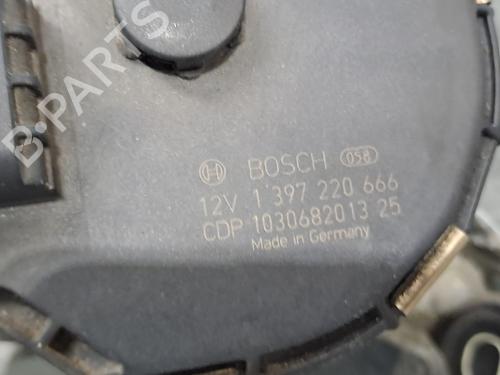 B-PARTS
BOSCH 058
12V 1 397 220 666
CDP 1030682013 25
Made in Germany